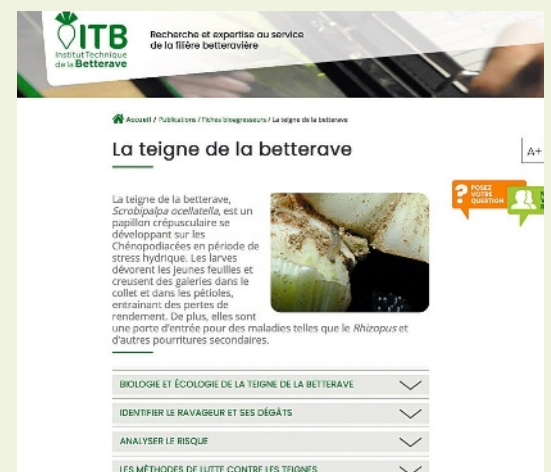 ITB
Institut Technique
de la Betterave
Recherche et expertise au service
de la filière betteravière
Accueil / Publications / Fiches bioagresseurs / La teigne de la betterave
La teigne de la betterave
A+
POSEZ
VOTRE
QUESTION
La teigne de la betterave,
Scrobipalpa ocellatella, est un
papillon crépusculaire se
développant sur les
Chénopodiacées en période de
stress hydrique. Les larves
dévorent les jeunes feuilles et
creusent des galeries dans le
collet et dans les pétioles,
entrainant des pertes de
rendement. De plus, elles sont
une porte d'entrée pour des maladies telles que le Rhizopus et
d'autres pourritures secondaires.
BIOLOGIE ET ÉCOLOGIE DE LA TEIGNE DE LA BETTERAVE
IDENTIFIER LE RAVAGEUR ET SES DÉGÂTS
ANALYSER LE RISQUE
LES MÉTHODES DE LUTTE CONTRE LES TEIGNES